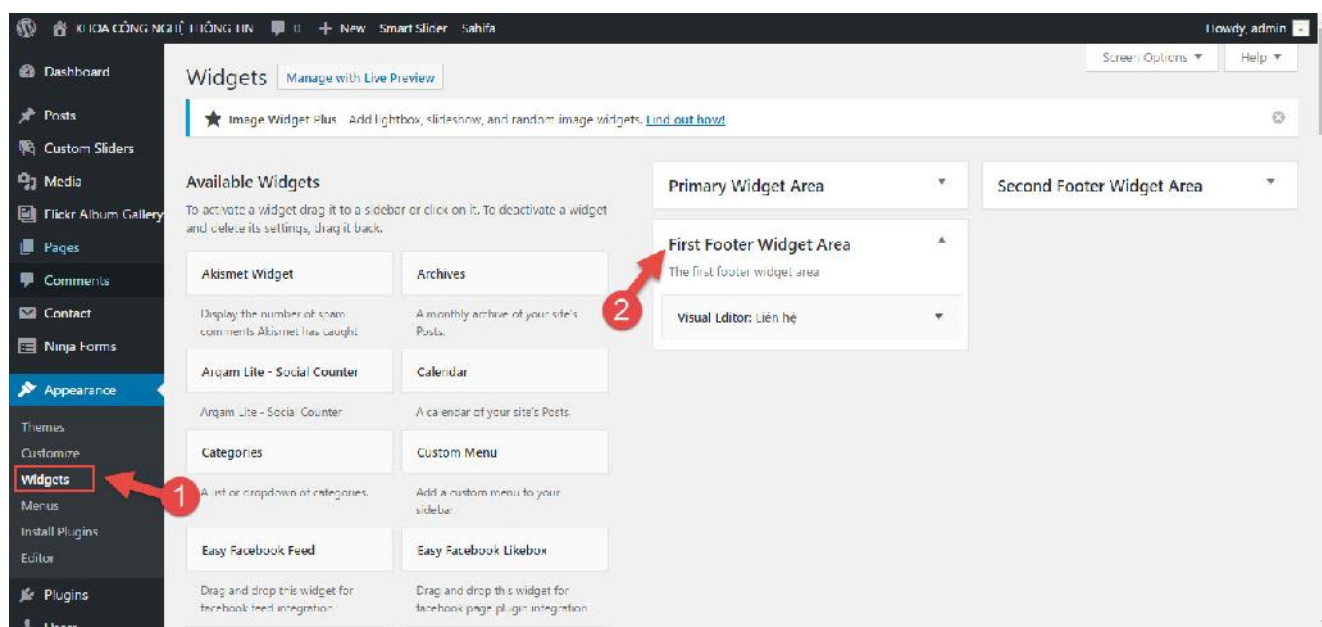 KHOA CÔNG NGHỆ THÔNG TIN 0 + New Smart Slider Sahifa Howdy, admin
Screen Options ▼ Help ▼
Dashboard
Posts
Custom Sliders
Media
Flickr Album Gallery
Pages
Comments
Contact
Ninja Forms
Appearance
Themes
Customize
Widgets
Menus
Install Plugins
Editor
Plugins
Users
1
Widgets Manage with Live Preview
Image Widget Plus Add lightbox, slideshow, and random image widgets. Find out how!
Available Widgets
To activate a widget drag it to a sidebar or click on it. To deactivate a widget
and delete its settings, drag it back.
Akismet Widget Archives
Display the number of spam A monthly archive of your site's
comments Akismet has caught Posts.
Arqam Lite - Social Counter Calendar
Arqam Lite - Social Counter A calendar of your site's Posts.
Categories Custom Menu
A list or dropdown of categories. Add a custom menu to your
sidebar.
Easy Facebook Feed Easy Facebook Likebox
Drag and drop this widget for Drag and drop this widget for
facebook feed integration facebook page plugin integration
Primary Widget Area
First Footer Widget Area
The first footer widget area
2
Visual Editor: Liên hệ
Second Footer Widget Area